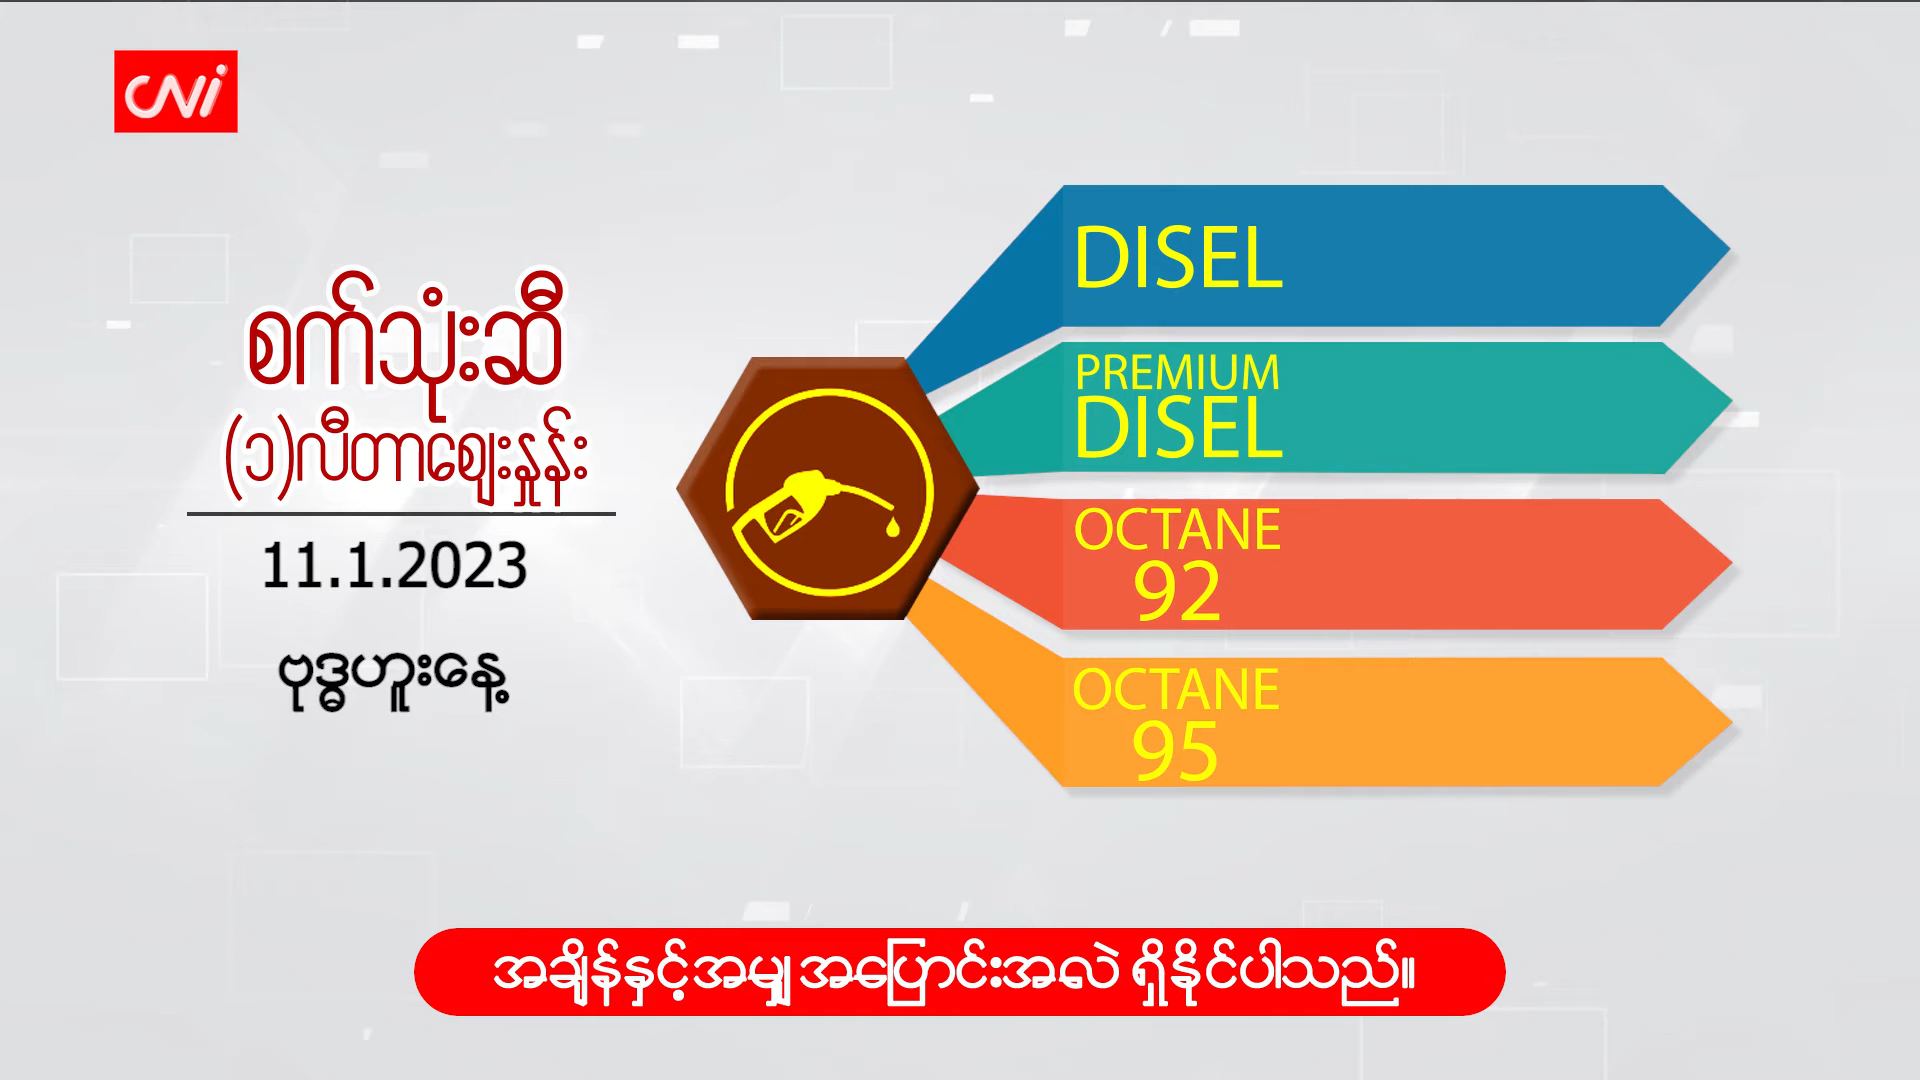 CNi
စက်သုံးဆီ
(၁)လီတာဈေးနှုန်း
11.1.2023
ဗုဒ္ဓဟူးနေ့
DISEL
PREMIUM
DISEL
OCTANE
92
OCTANE
95
အချိန်နှင့်အမျှ အပြောင်းအလဲ ရှိနိုင်ပါသည်။